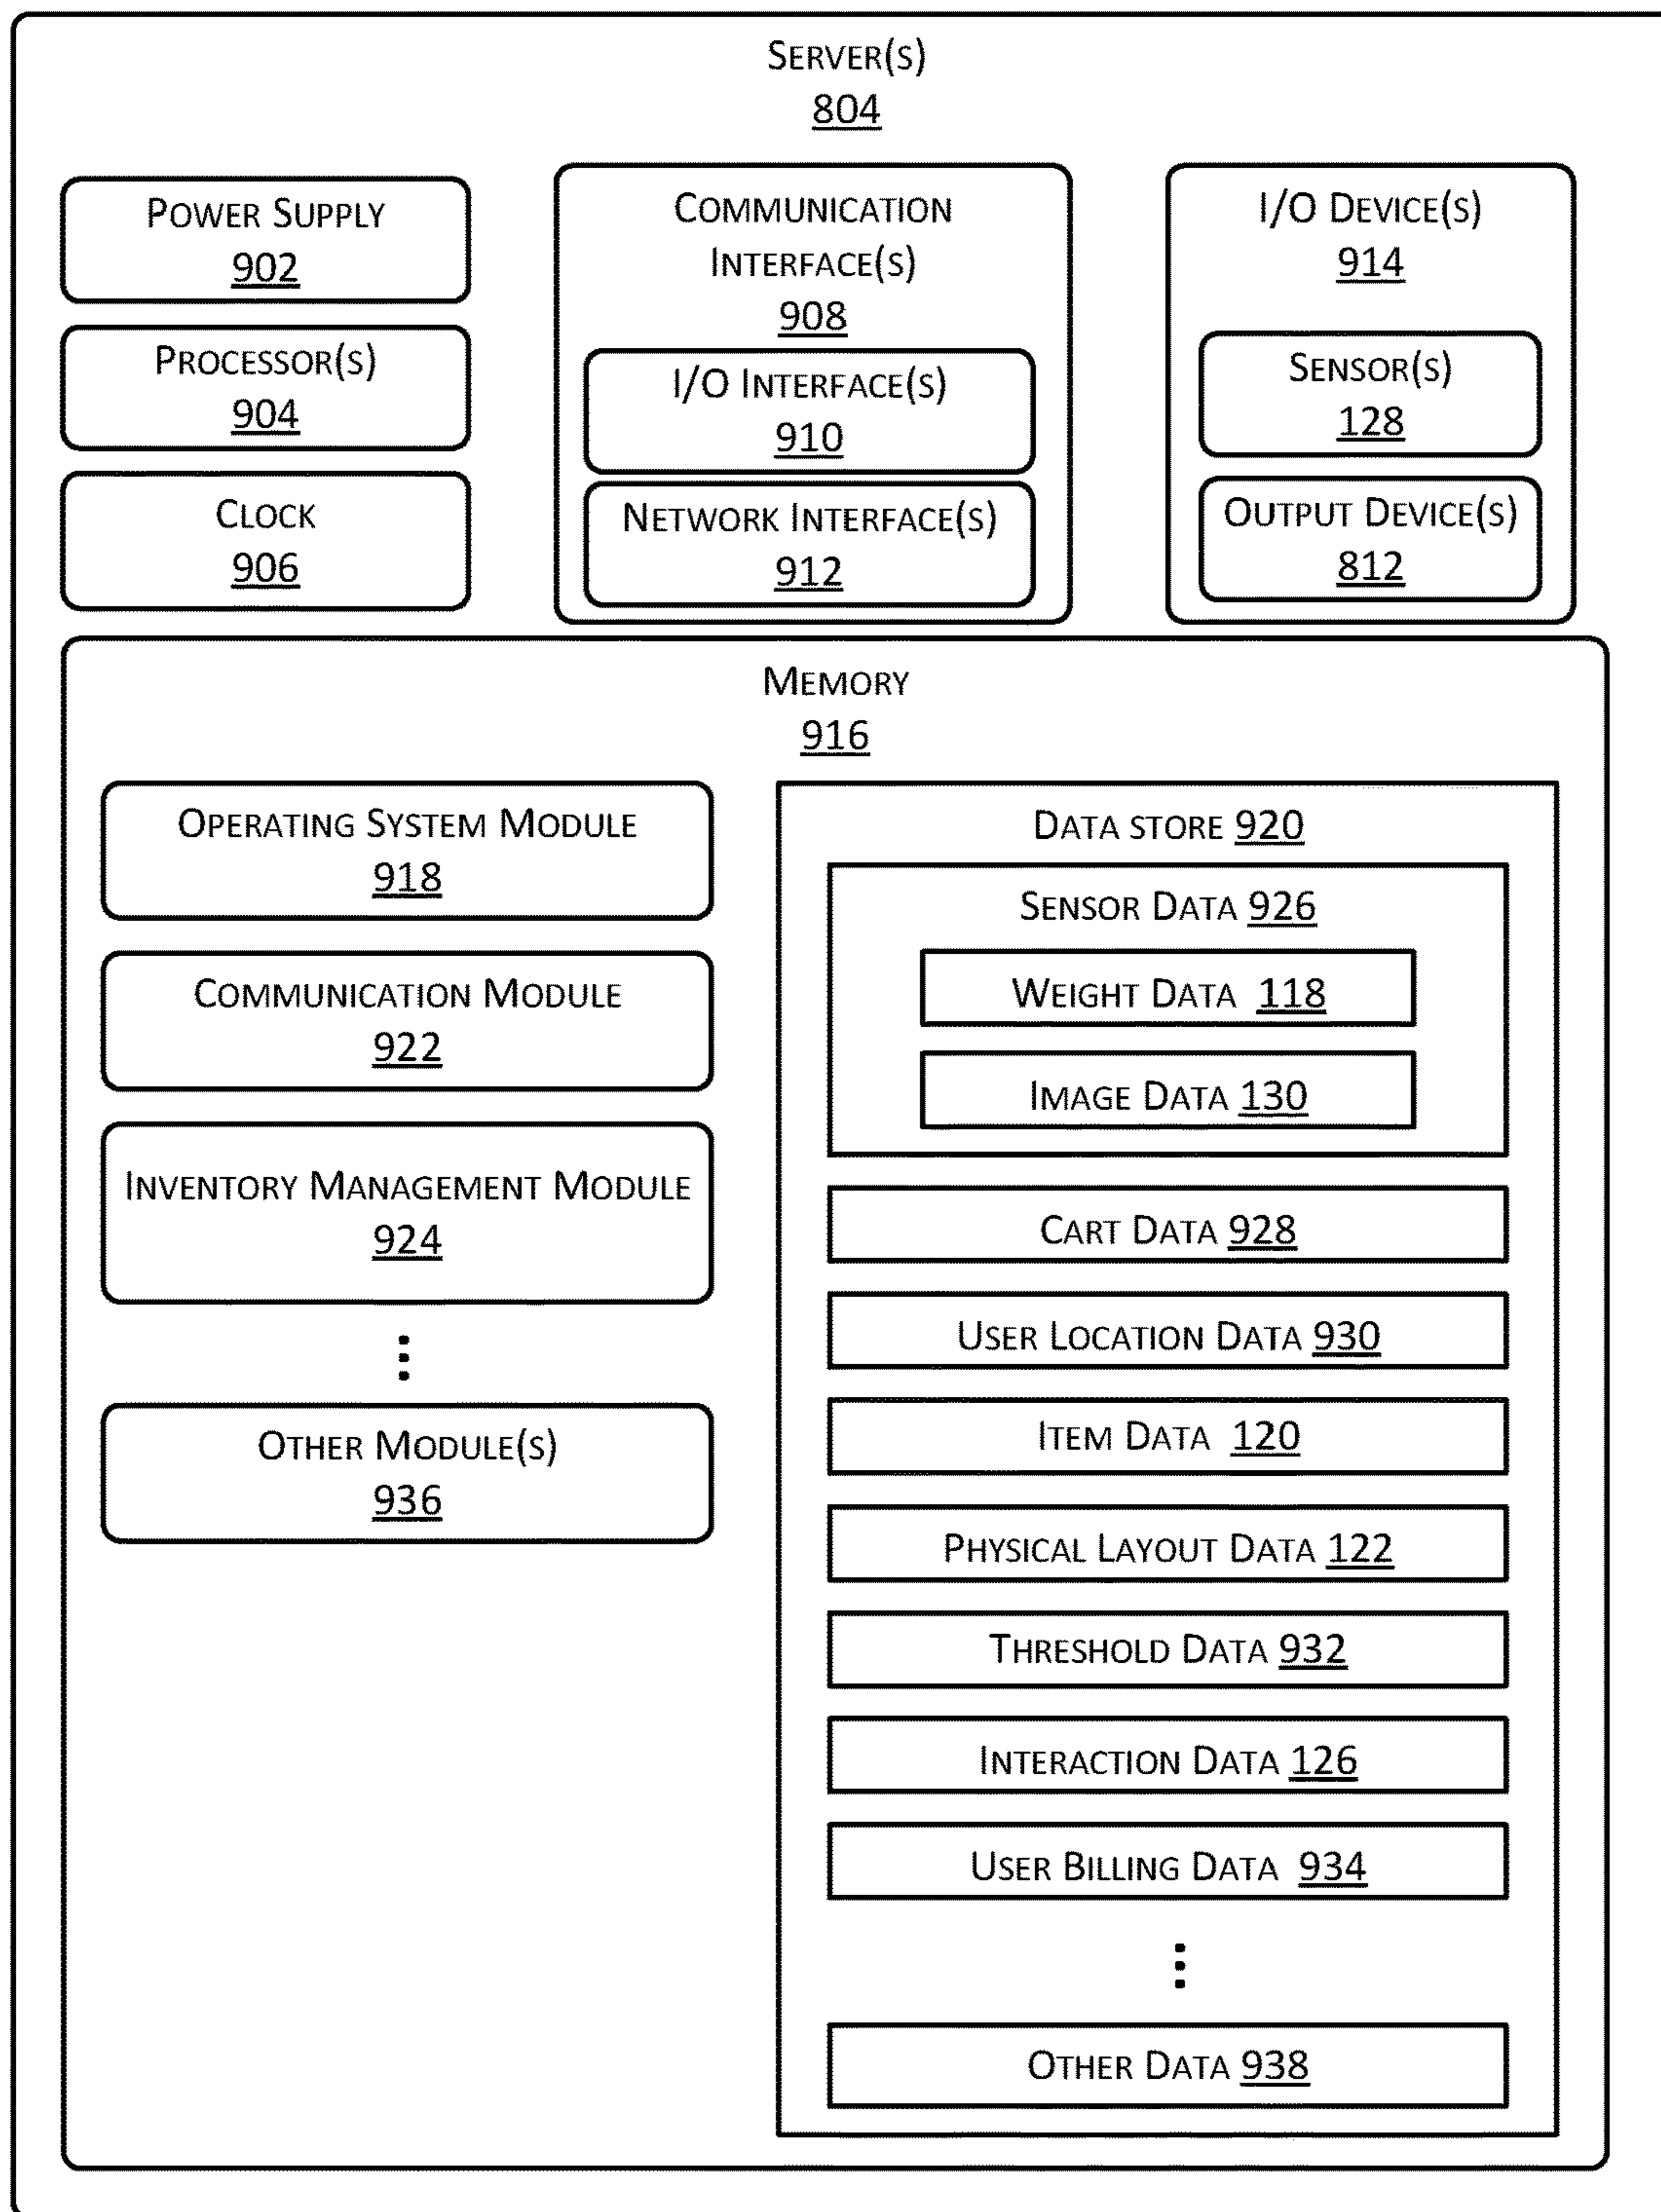 SERVER(S)
804
POWER SUPPLY
902
PROCESSOR(S)
904
CLOCK
906
COMMUNICATION
INTERFACE(S)
908
I/O INTERFACE(S)
910
NETWORK INTERFACE(S)
912
I/O DEVICE(S)
914
SENSOR(S)
128
OUTPUT DEVICE(S)
812
MEMORY
916
OPERATING SYSTEM MODULE
918
COMMUNICATION MODULE
922
INVENTORY MANAGEMENT MODULE
924
OTHER MODULE(S)
936
DATA STORE 920
SENSOR DATA 926
WEIGHT DATA 118
IMAGE DATA 130
CART DATA 928
USER LOCATION DATA 930
ITEM DATA 120
PHYSICAL LAYOUT DATA 122
THRESHOLD DATA 932
INTERACTION DATA 126
USER BILLING DATA 934
OTHER DATA 938